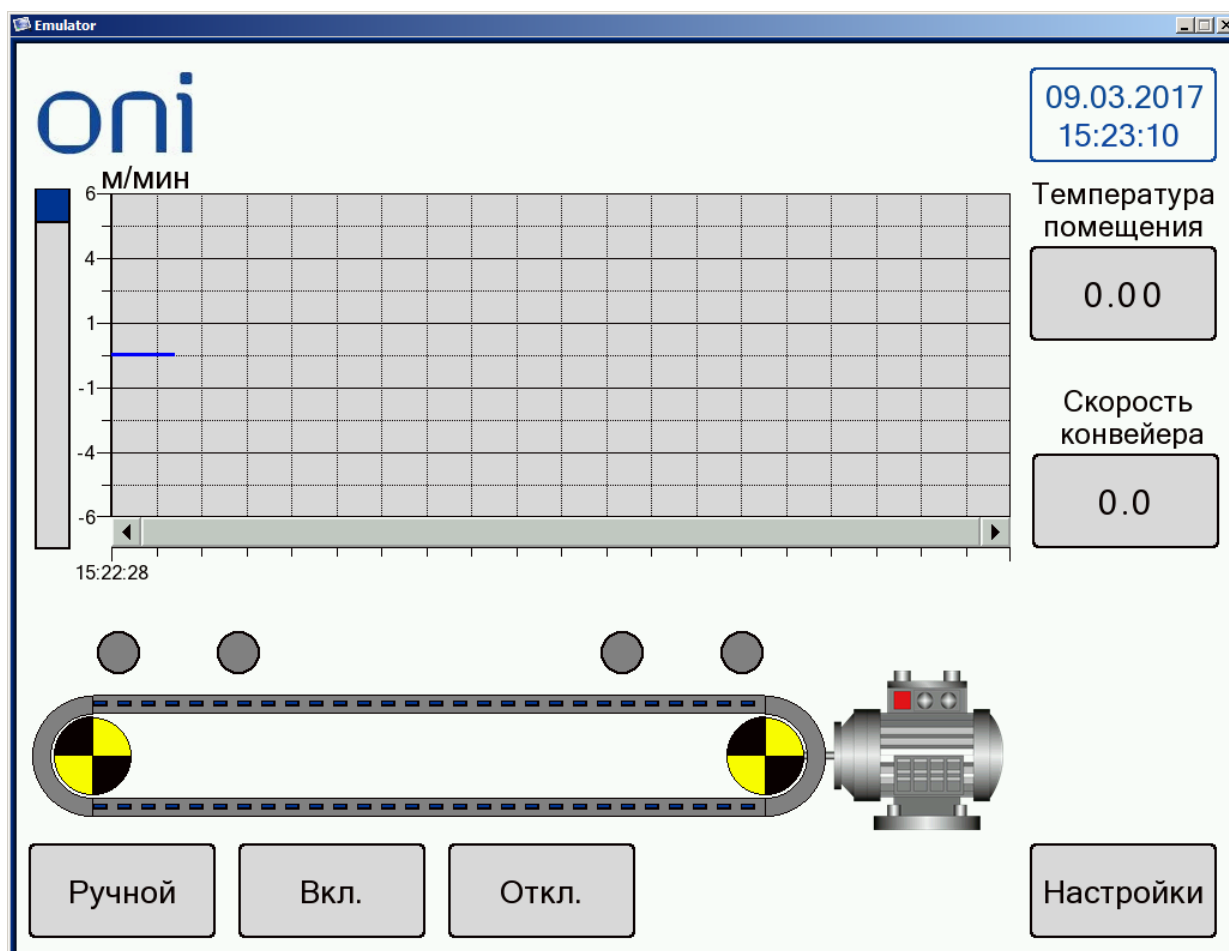 Emulator
oni
09.03.2017
15:23:10
м/мин
6
4
1
-1
-4
-6
15:22:28
Температура
помещения
0.00
Скорость
конвейера
0.0
Ручной
Вкл.
Откл.
Настройки